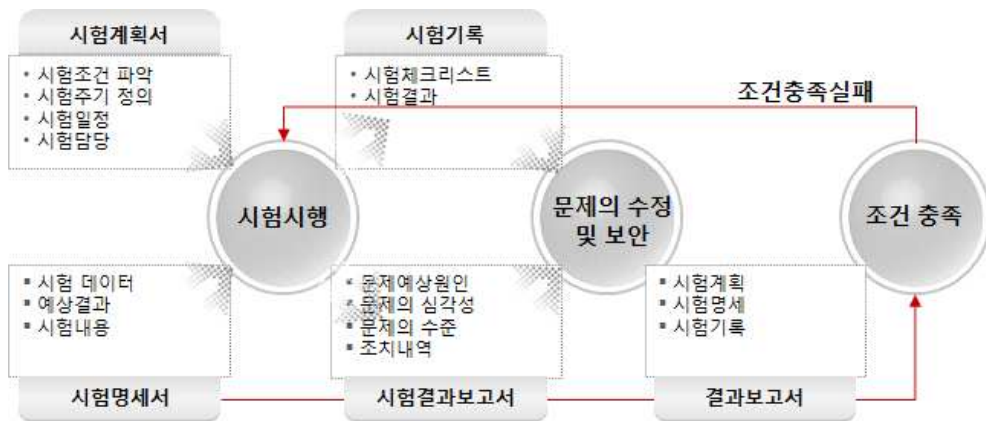 시험계획서
• 시험조건 파악
• 시험주기 정의
• 시험일정
• 시험담당
시험기록
• 시험체크리스트
• 시험결과
조건충족실패
시험시행
문제의 수정
및 보안
조건 충족
▪ 시험 데이터
▪ 예상결과
▪ 시험내용
시험명세서
▪ 문제예상원인
▪ 문제의 심각성
▪ 문제의 수준
▪ 조치내역
시험결과보고서
▪ 시험계획
▪ 시험명세
▪ 시험기록
결과보고서